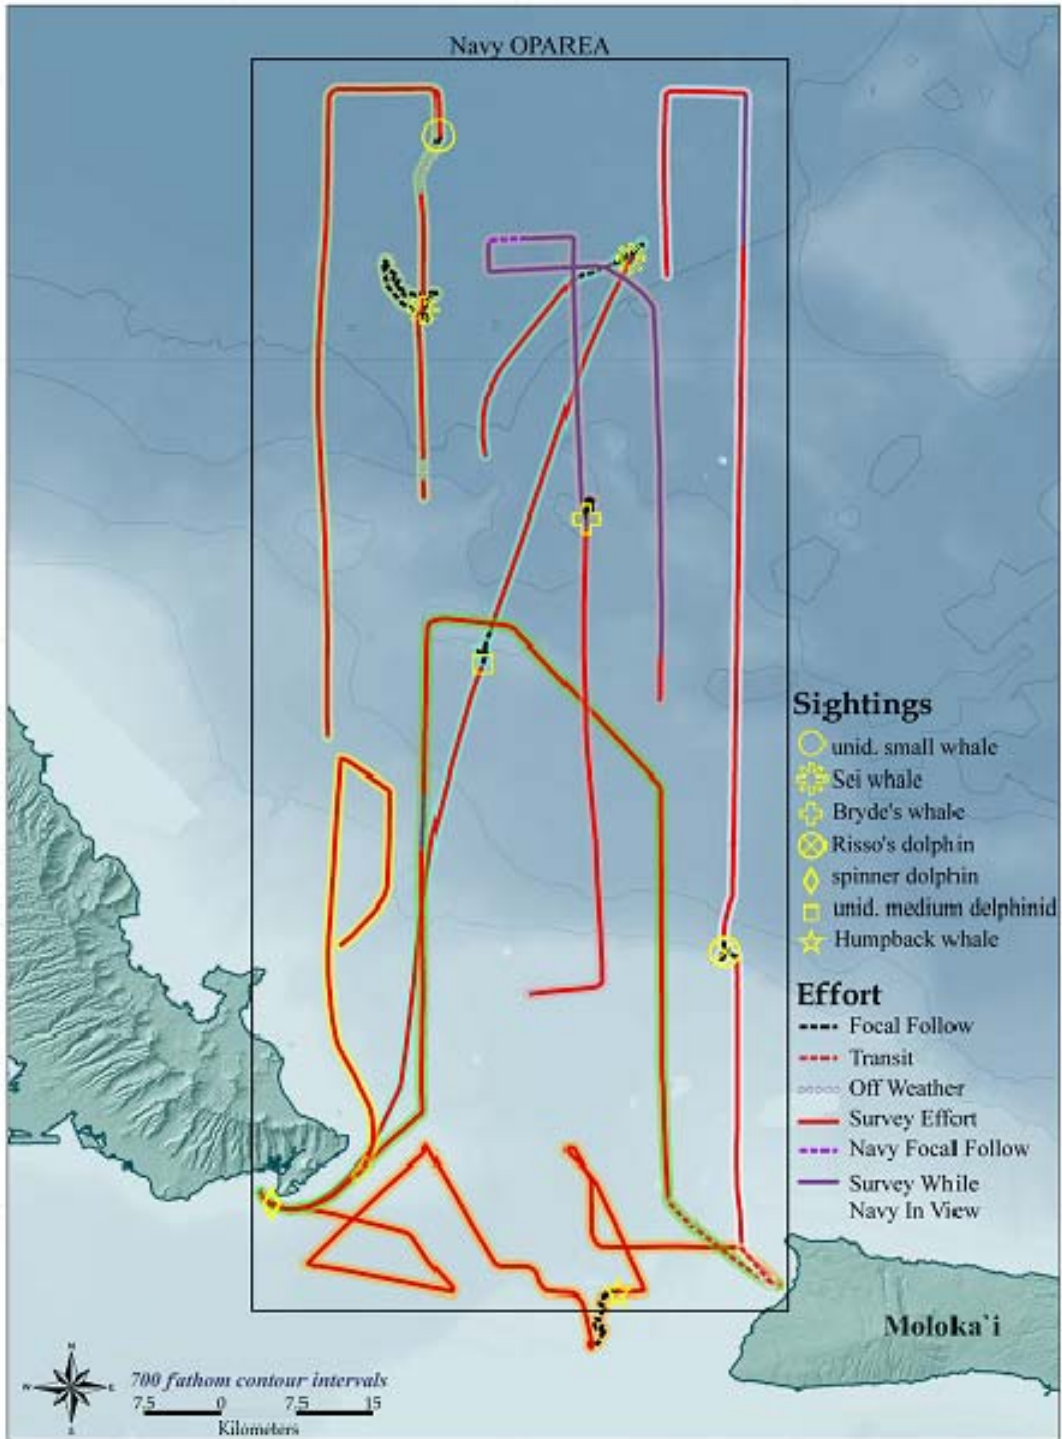 Navy OPAREA
Sightings
unid. small whale
Sei whale
Bryde's whale
Risso's dolphin
spinner dolphin
unid. medium delphinid
Humpback whale
Effort
Focal Follow
Transit
Off Weather
Survey Effort
Navy Focal Follow
Survey While
Navy In View
Moloka`i
N
W E
S
700 fathom contour intervals
7.5 0 7.5 15
Kilometers